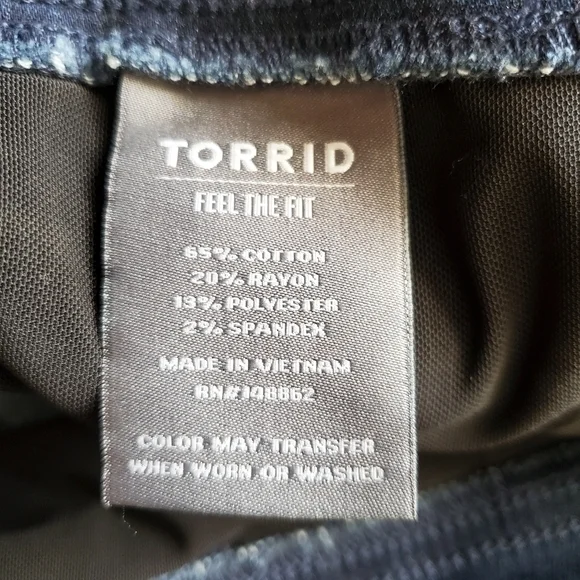 TORRID
FEEL THE FIT
65% COTTON
20% RAYON
13% POLYESTER
2% SPANDEX
MADE IN VIETNAM
RN# 148862
COLOR MAY TRANSFER
WHEN WORN OR WASHED